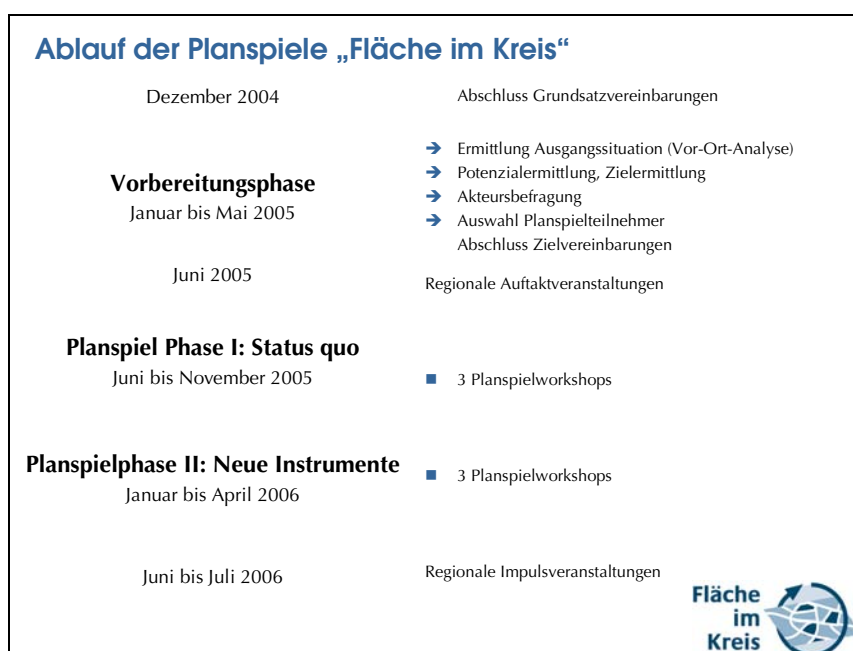 Ablauf der Planspiele „Fläche im Kreis“
Dezember 2004
Abschluss Grundsatzvereinbarungen
Vorbereitungsphase
Januar bis Mai 2005
➔ Ermittlung Ausgangssituation (Vor-Ort-Analyse)
➔ Potenzialermittlung, Zielermittlung
➔ Akteursbefragung
➔ Auswahl Planspielteilnehmer
Abschluss Zielvereinbarungen
Juni 2005
Regionale Auftaktveranstaltungen
Planspiel Phase I: Status quo
Juni bis November 2005
■ 3 Planspielworkshops
Planspielphase II: Neue Instrumente
Januar bis April 2006
■ 3 Planspielworkshops
Juni bis Juli 2006
Regionale Impulsveranstaltungen
Fläche
im
Kreis